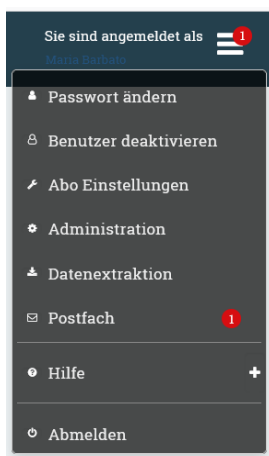 Sie sind angemeldet als 1
Maria Barbato
Passwort ändern
Benutzer deaktivieren
Abo Einstellungen
Administration
Datenextraktion
Postfach 1
Hilfe
Abmelden